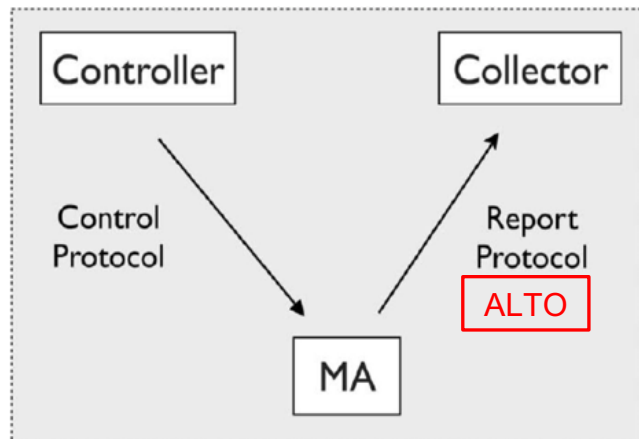 Controller
Collector
Control
Protocol
Report
Protocol
ALTO
MA